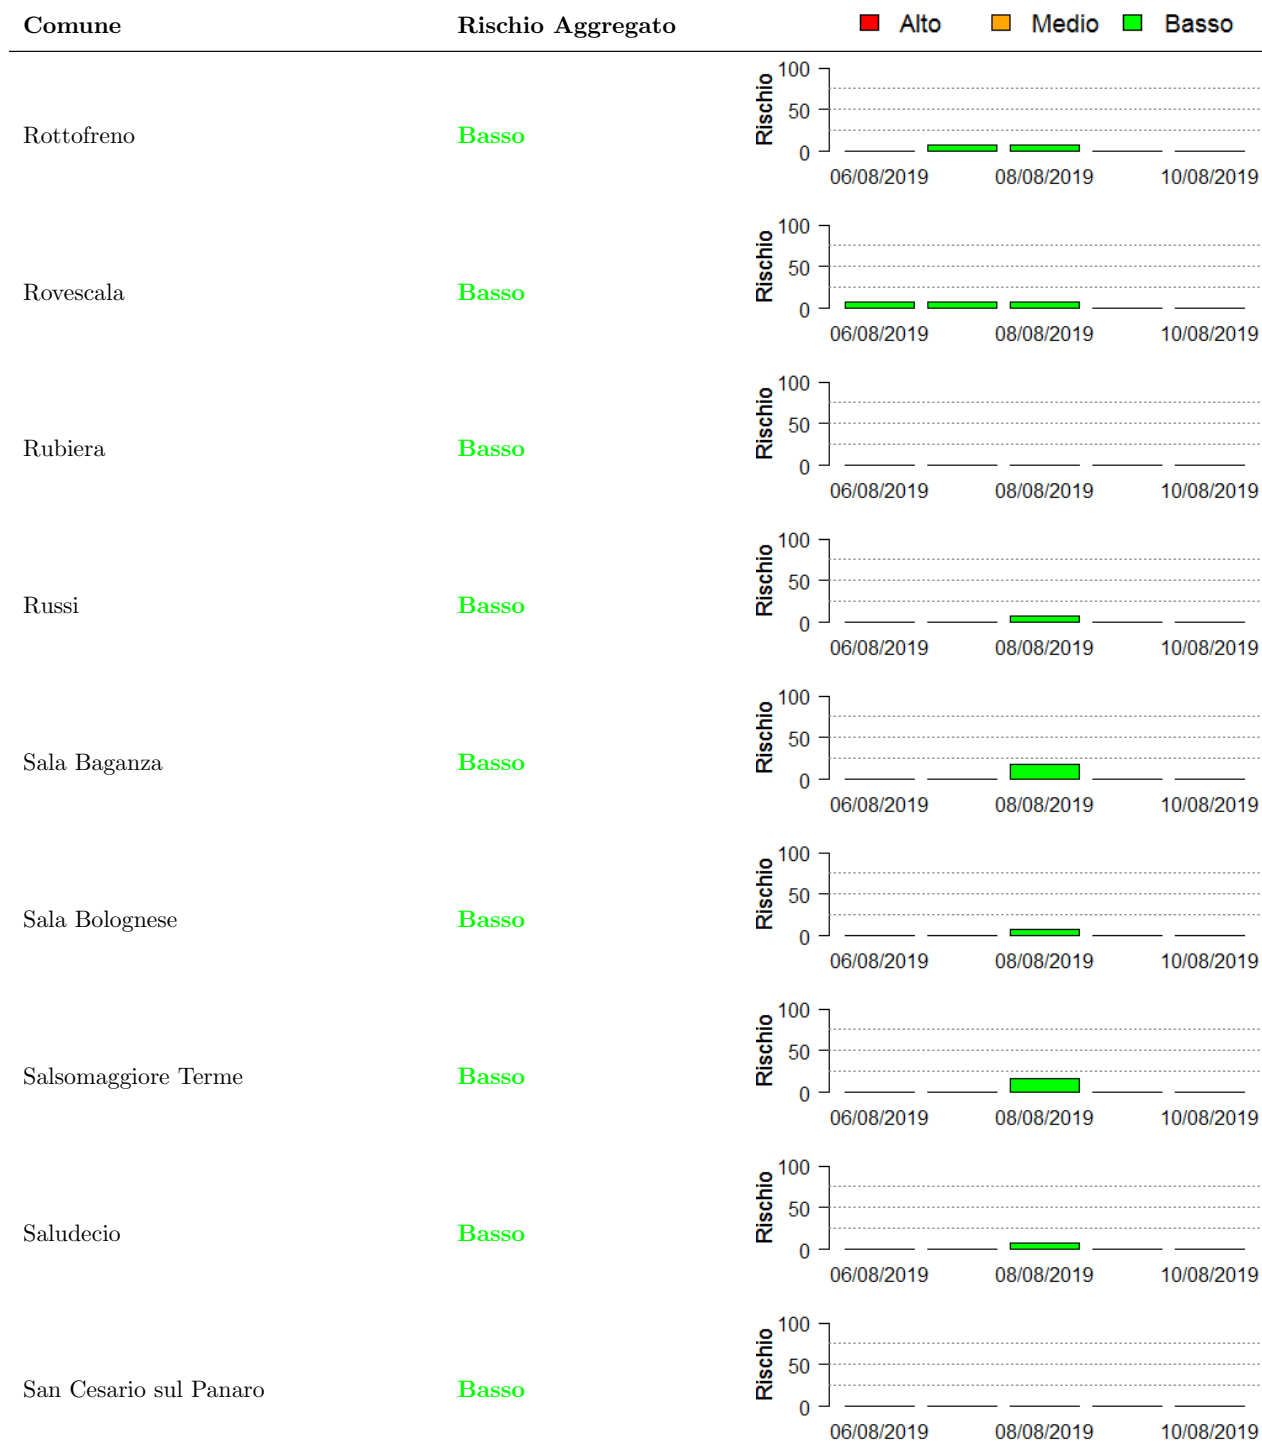 Comune Rischio Aggregato Alto Medio Basso
Rottofreno Basso
Rischio
100
50
0
06/08/2019 08/08/2019 10/08/2019
Rovescala Basso
Rischio
100
50
0
06/08/2019 08/08/2019 10/08/2019
Rubiera Basso
Rischio
100
50
0
06/08/2019 08/08/2019 10/08/2019
Russi Basso
Rischio
100
50
0
06/08/2019 08/08/2019 10/08/2019
Sala Baganza Basso
Rischio
100
50
0
06/08/2019 08/08/2019 10/08/2019
Sala Bolognese Basso
Rischio
100
50
0
06/08/2019 08/08/2019 10/08/2019
Salsomaggiore Terme Basso
Rischio
100
50
0
06/08/2019 08/08/2019 10/08/2019
Saludecio Basso
Rischio
100
50
0
06/08/2019 08/08/2019 10/08/2019
San Cesario sul Panaro Basso
Rischio
100
50
0
06/08/2019 08/08/2019 10/08/2019